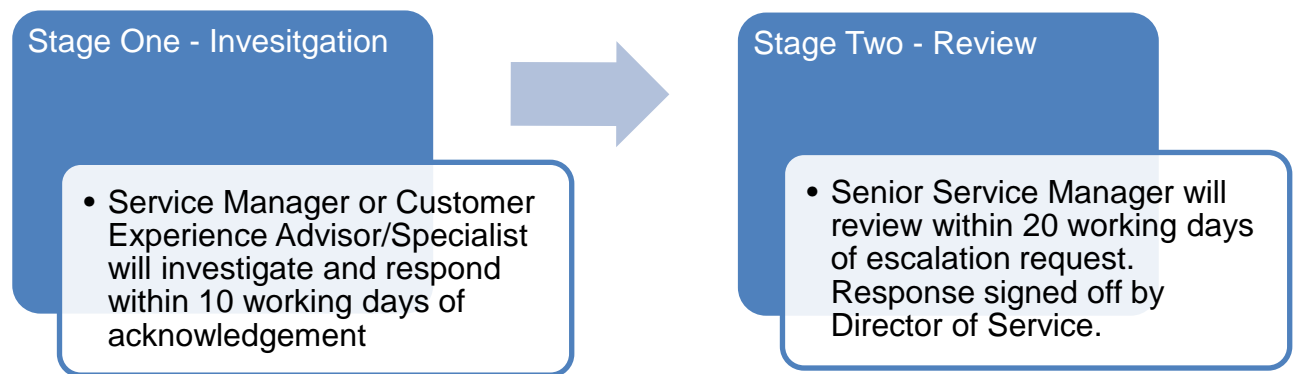 Stage One - Invesitgation
• Service Manager or Customer
Experience Advisor/Specialist
will investigate and respond
within 10 working days of
acknowledgement
Stage Two - Review
• Senior Service Manager will
review within 20 working days
of escalation request.
Response signed off by
Director of Service.